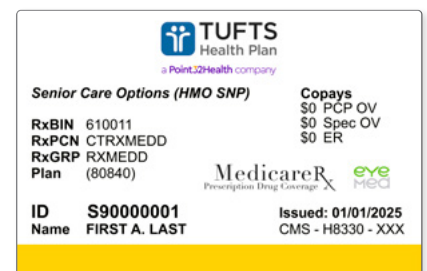 TUFTS
Health Plan
a Point32Health company
Senior Care Options (HMO SNP)
Copays
$0 PCP OV
$0 Spec OV
$0 ER
RxBIN 610011
RxPCN CTRXMEDD
RxGRP RXMEDD
Plan (80840)
MedicareRx
Prescription Drug Coverage
eye
Med
ID S90000001
Name FIRST A. LAST
Issued: 01/01/2025
CMS - H8330 - XXX